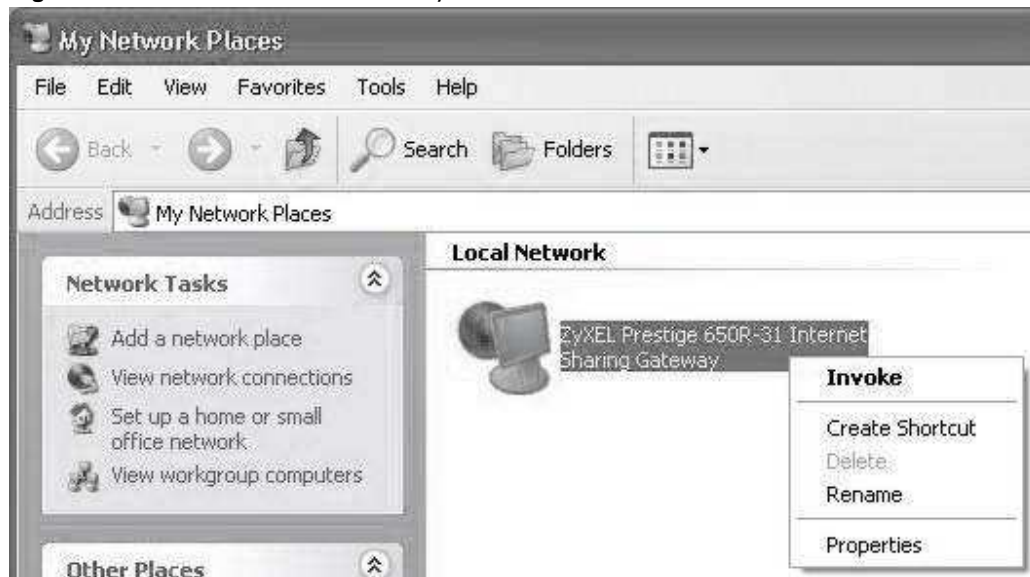 My Network Places
File Edit View Favorites Tools Help
Back Search Folders
Address My Network Places
Network Tasks
Add a network place
View network connections
Set up a home or small
office network
View workgroup computers
Other Places
Local Network
ZyXEL Prestige 650R-31 Internet
Sharing Gateway
Invoke
Create Shortcut
Delete
Rename
Properties